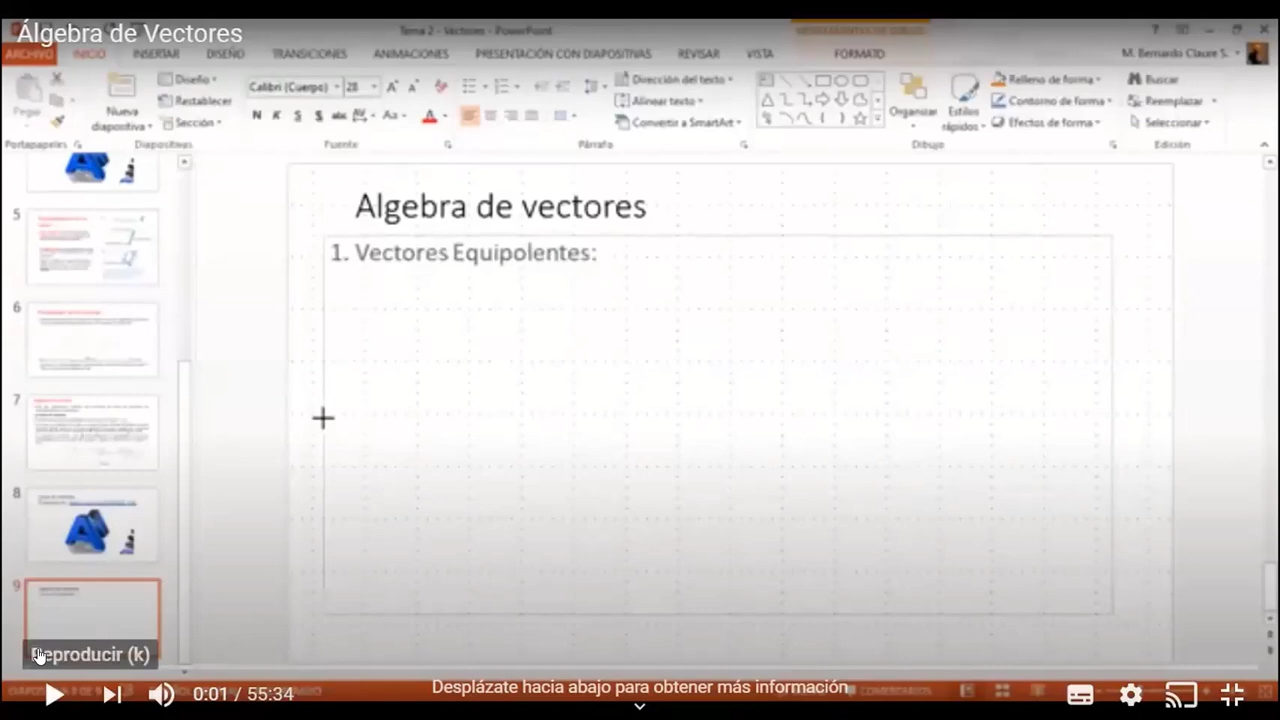 Álgebra de Vectores
Tema 2 - Vectores - PowerPoint
ARCHIVO INICIO INSERTAR DISEÑO TRANSICIONES ANIMACIONES PRESENTACIÓN CON DIAPOSITIVAS REVISAR VISTA FORMATO M. Bernardo Claure S.
Pegar
Nueva diapositiva
Diseño
Restablecer
Sección
Calibri (Cuerpo) 28
N K S S abc AV Aa A
Dirección del texto
Alinear texto
Convertir a SmartArt
Organizar
Estilos rápidos
Relleno de forma
Contorno de forma
Efectos de forma
Buscar
Reemplazar
Seleccionar
Portapapeles Diapositivas Fuente Párrafo Dibujo Edición
5
6
7
8
9
Algebra de vectores
1. Vectores Equipolentes:
Reproducir (k)
0:01 / 55:34
Desplázate hacia abajo para obtener más información
COMENTARIOS